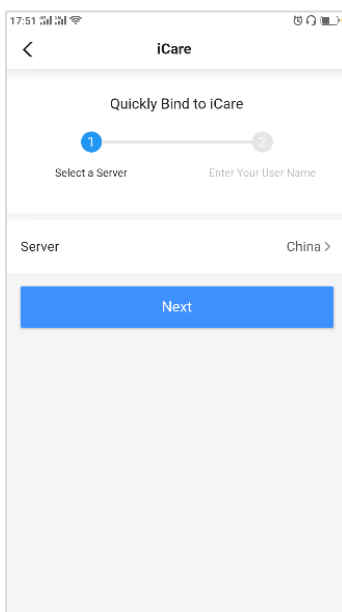 17:51
iCare
Quickly Bind to iCare
1
2
Select a Server
Enter Your User Name
Server
China >
Next